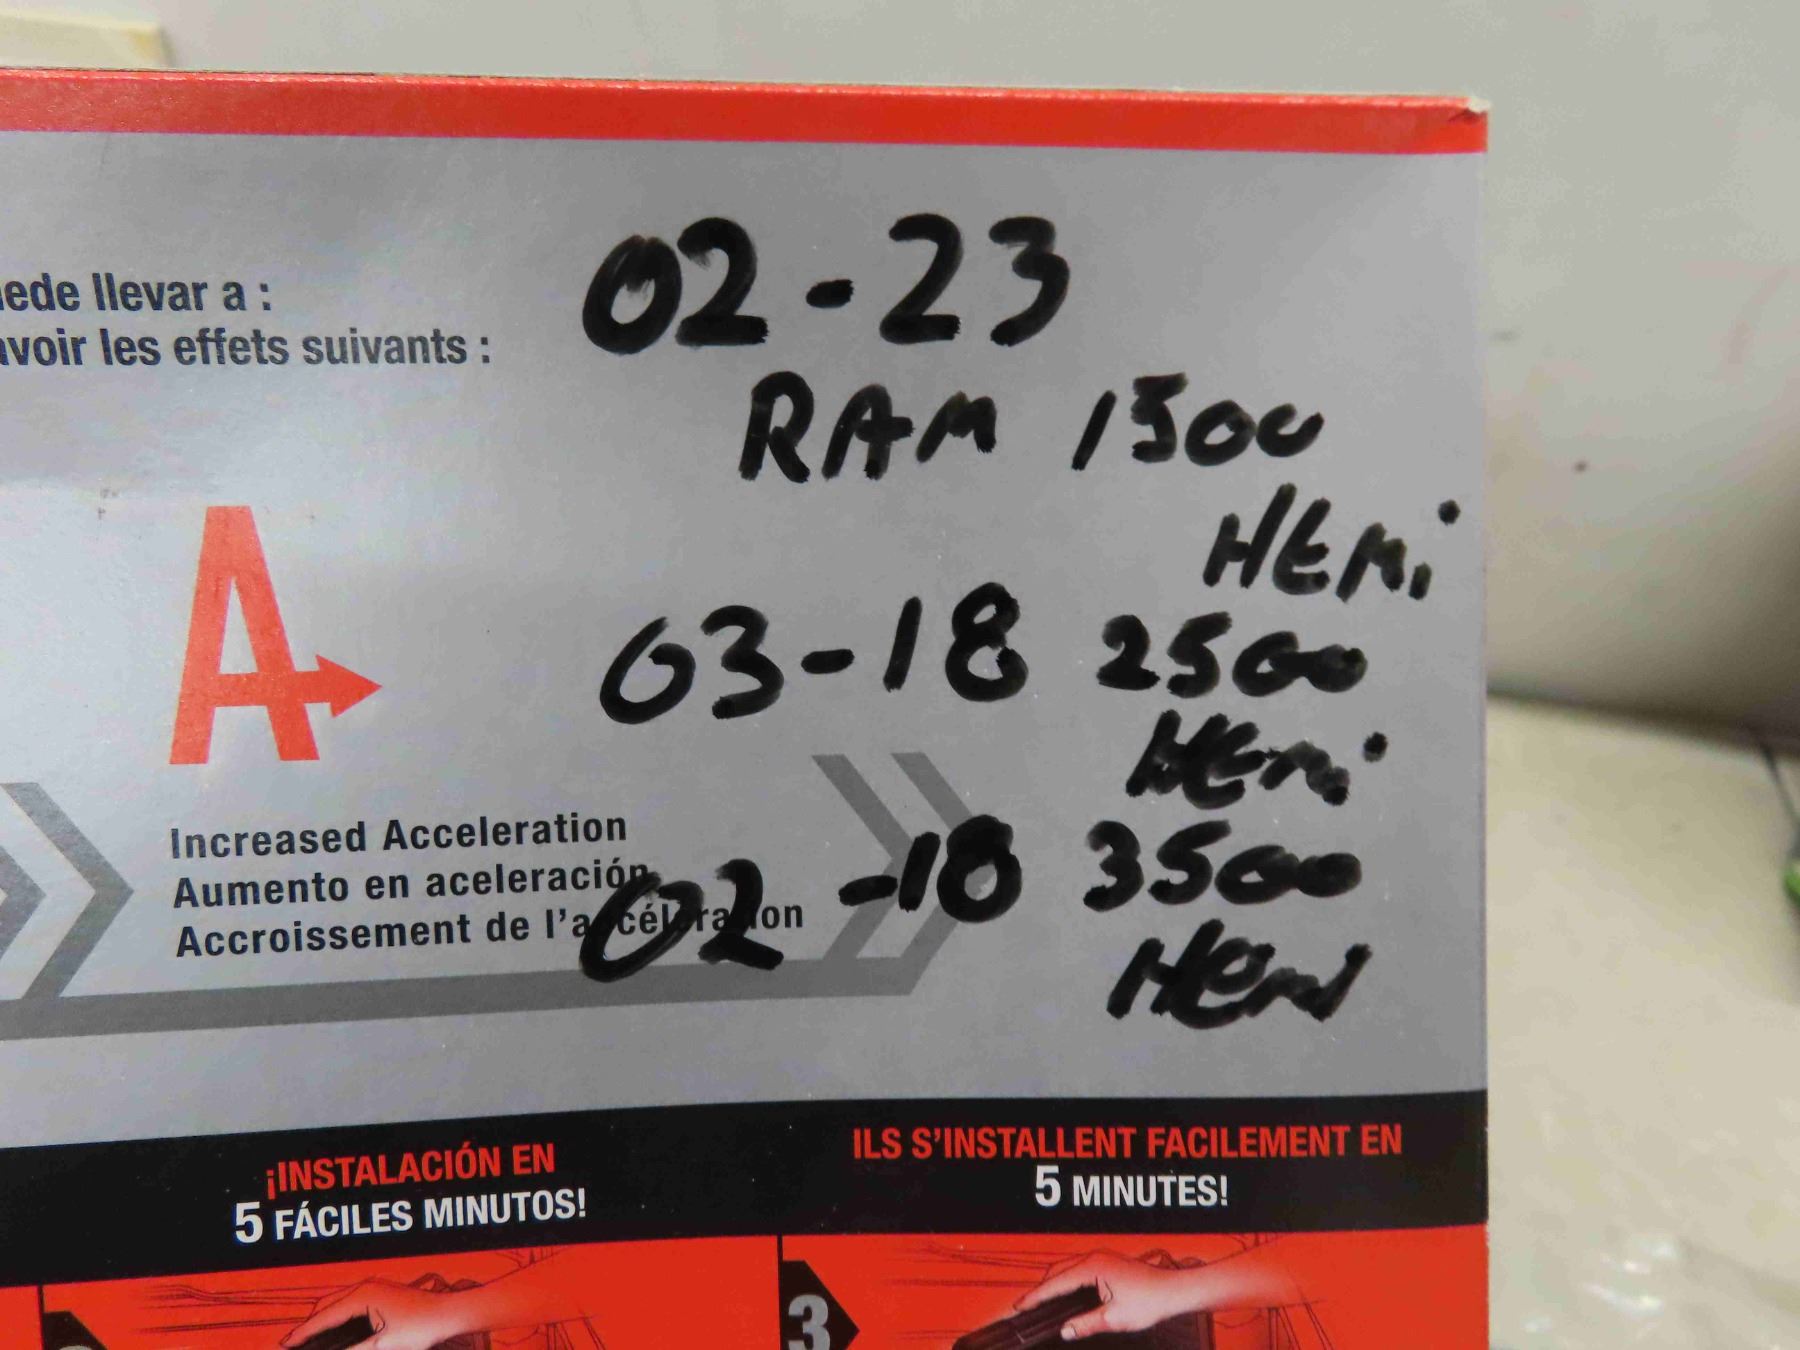 02-23
RAM 1500
HEMi
03-18 2500
HEMi
02-18 3500
HEMI
llevar a :
avoir les effets suivants :
A
Increased Acceleration
Aumento en aceleración
Accroissement de l'accélération
¡INSTALACIÓN EN
5 FÁCILES MINUTOS!
ILS S'INSTALLENT FACILEMENT EN
5 MINUTES!
3